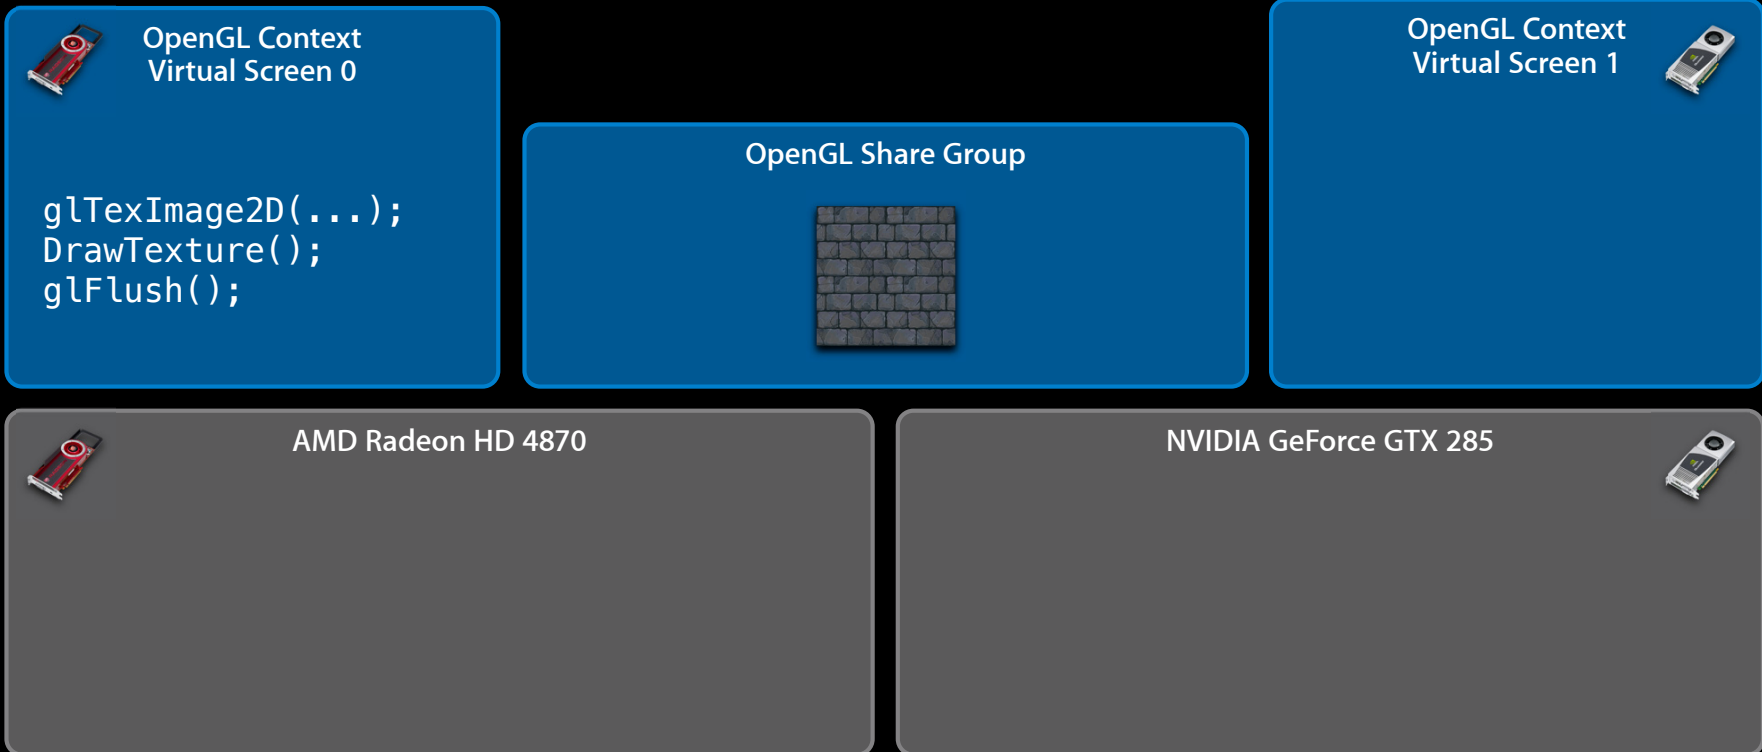 OpenGL Context
Virtual Screen 0
glTexImage2D(...);
DrawTexture();
glFlush();
OpenGL Share Group
OpenGL Context
Virtual Screen 1
AMD Radeon HD 4870
NVIDIA GeForce GTX 285